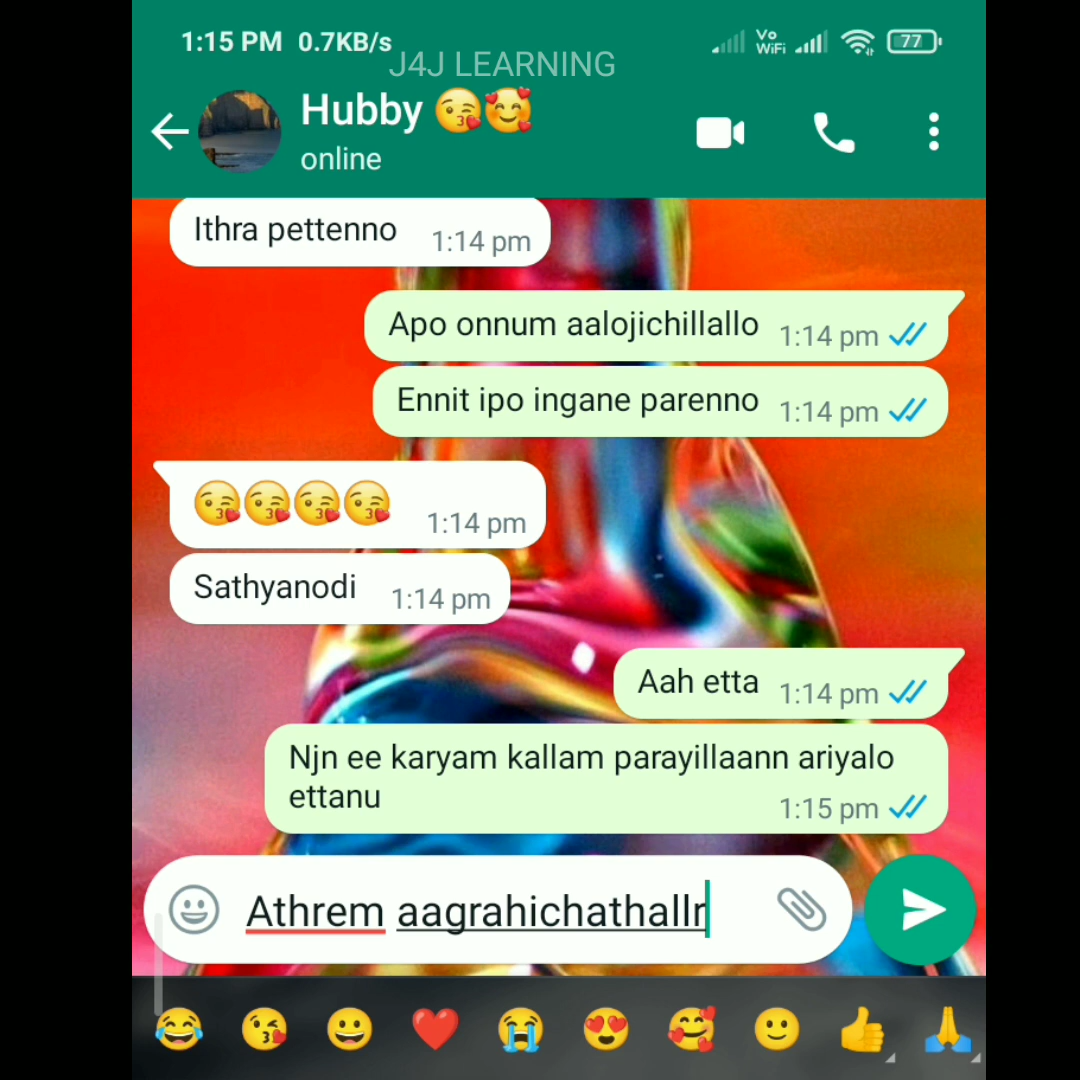 1:15 PM 0.7KB/s
Vo
WiFi
77
J4J LEARNING
Hubby 😘🥰
online
Ithra pettenno 1:14 pm
Apo onnum aalojichillallo 1:14 pm
Ennit ipo ingane parenno 1:14 pm
😘😘😘😘 1:14 pm
Sathyanodi 1:14 pm
Aah etta 1:14 pm
Njn ee karyam kallam parayillaann ariyalo
ettanu 1:15 pm
Athrem aagrahichathallr